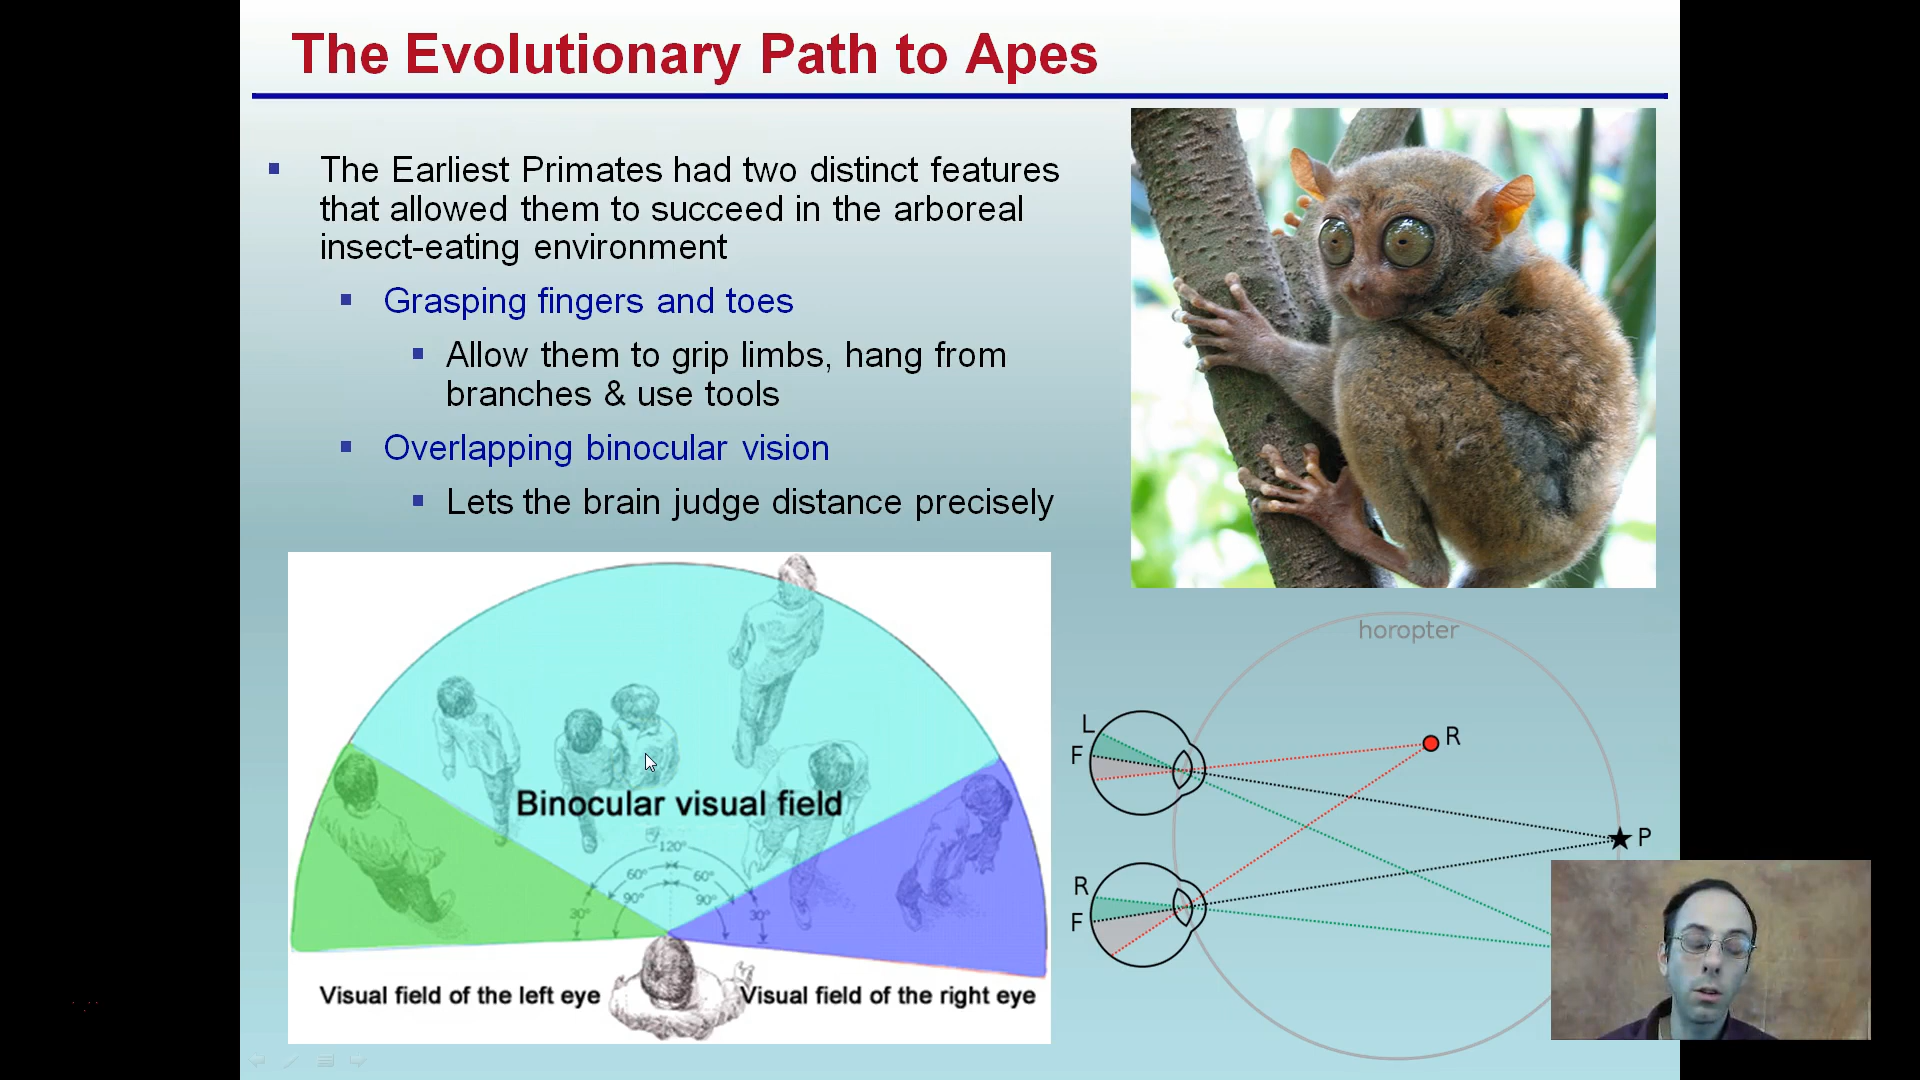 The Evolutionary Path to Apes
The Earliest Primates had two distinct features
that allowed them to succeed in the arboreal
insect-eating environment
Grasping fingers and toes
Allow them to grip limbs, hang from
branches & use tools
Overlapping binocular vision
Lets the brain judge distance precisely
Binocular visual field
120°
60° 60°
90° 90°
30° 30°
Visual field of the left eye
Visual field of the right eye
horopter
L
F
R
P
R
F